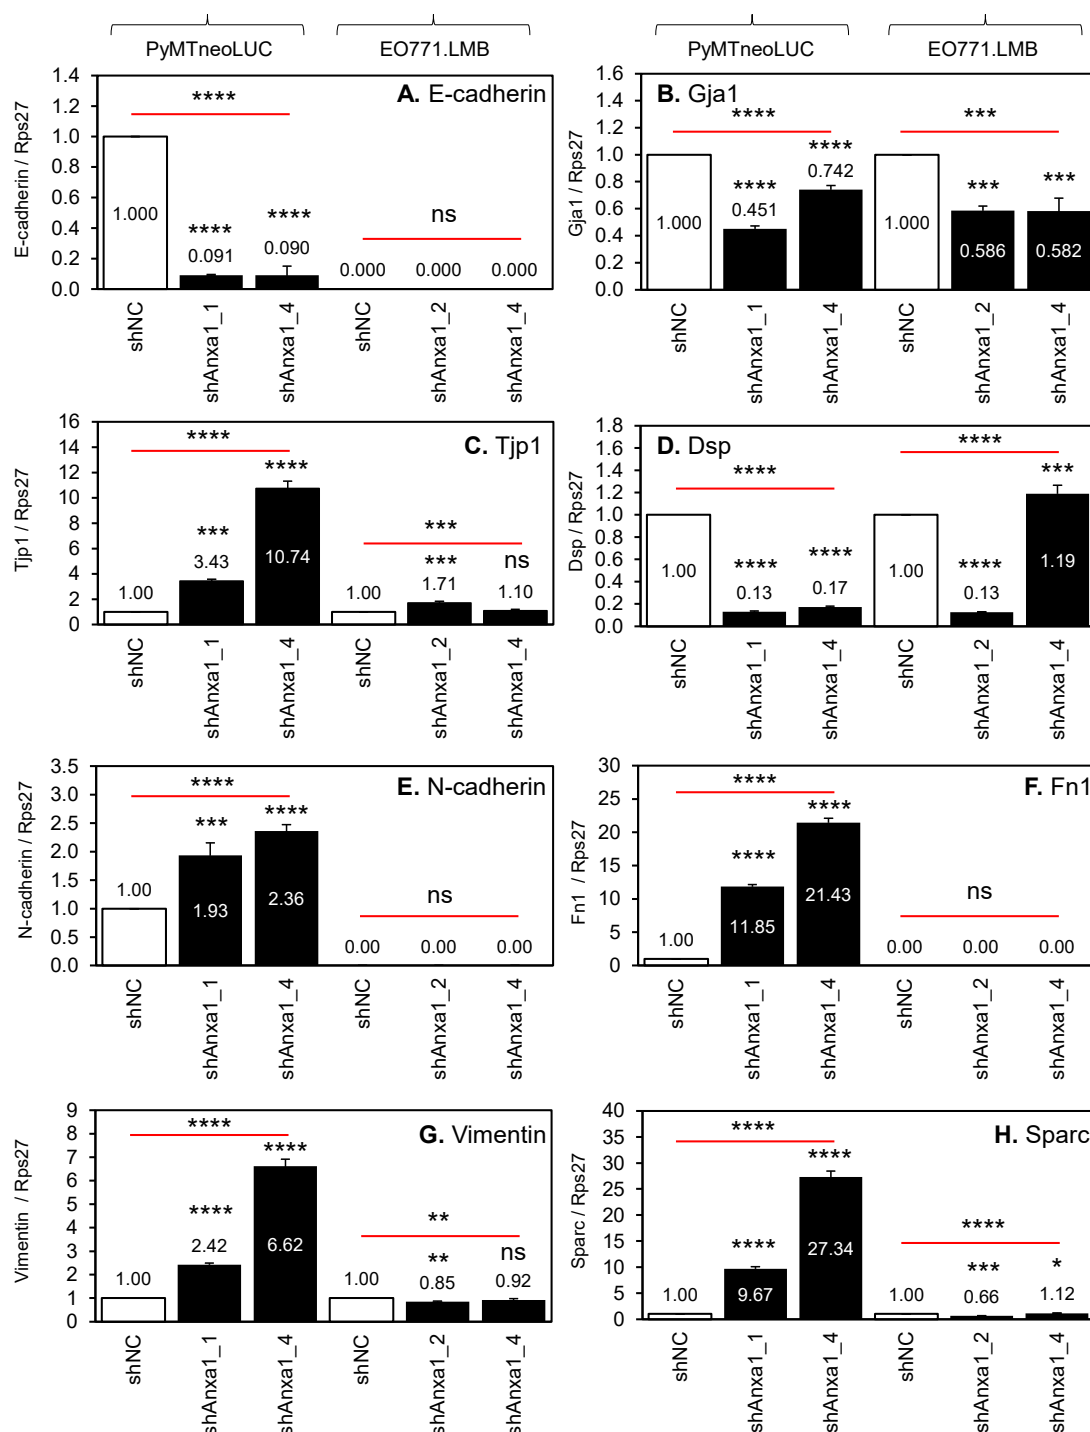 PyMTneoLUC
EO771.LMB
PyMTneoLUC
EO771.LMB
A. E-cadherin
E-cadherin / Rps27
1.4
1.2
1.0
0.8
0.6
0.4
0.2
0.0
****
1.000
****
0.091
****
0.090
ns
0.000
0.000
0.000
shNC
shAnxa1_1
shAnxa1_4
shNC
shAnxa1_2
shAnxa1_4
B. Gja1
Gja1 / Rps27
1.6
1.4
1.2
1.0
0.8
0.6
0.4
0.2
0.0
****
1.000
****
0.451
****
0.742
***
1.000
***
0.586
***
0.582
shNC
shAnxa1_1
shAnxa1_4
shNC
shAnxa1_2
shAnxa1_4
C. Tjp1
Tjp1 / Rps27
16
14
12
10
8
6
4
2
0
****
1.00
***
3.43
****
10.74
***
1.00
***
1.71
ns
1.10
shNC
shAnxa1_1
shAnxa1_4
shNC
shAnxa1_2
shAnxa1_4
D. Dsp
Dsp / Rps27
1.8
1.6
1.4
1.2
1.0
0.8
0.6
0.4
0.2
0.0
****
1.00
****
0.13
****
0.17
****
1.00
****
0.13
***
1.19
shNC
shAnxa1_1
shAnxa1_4
shNC
shAnxa1_2
shAnxa1_4
E. N-cadherin
N-cadherin / Rps27
3.5
3.0
2.5
2.0
1.5
1.0
0.5
0.0
****
1.00
***
1.93
****
2.36
ns
0.00
0.00
0.00
shNC
shAnxa1_1
shAnxa1_4
shNC
shAnxa1_2
shAnxa1_4
F. Fn1
Fn1 / Rps27
30
25
20
15
10
5
0
****
1.00
****
11.85
****
21.43
ns
0.00
0.00
0.00
shNC
shAnxa1_1
shAnxa1_4
shNC
shAnxa1_2
shAnxa1_4
G. Vimentin
Vimentin / Rps27
9
8
7
6
5
4
3
2
1
0
****
1.00
****
2.42
****
6.62
**
1.00
**
0.85
ns
0.92
shNC
shAnxa1_1
shAnxa1_4
shNC
shAnxa1_2
shAnxa1_4
H. Sparc
Sparc / Rps27
40
35
30
25
20
15
10
5
0
****
1.00
****
9.67
****
27.34
****
1.00
***
0.66
*
1.12
shNC
shAnxa1_1
shAnxa1_4
shNC
shAnxa1_2
shAnxa1_4